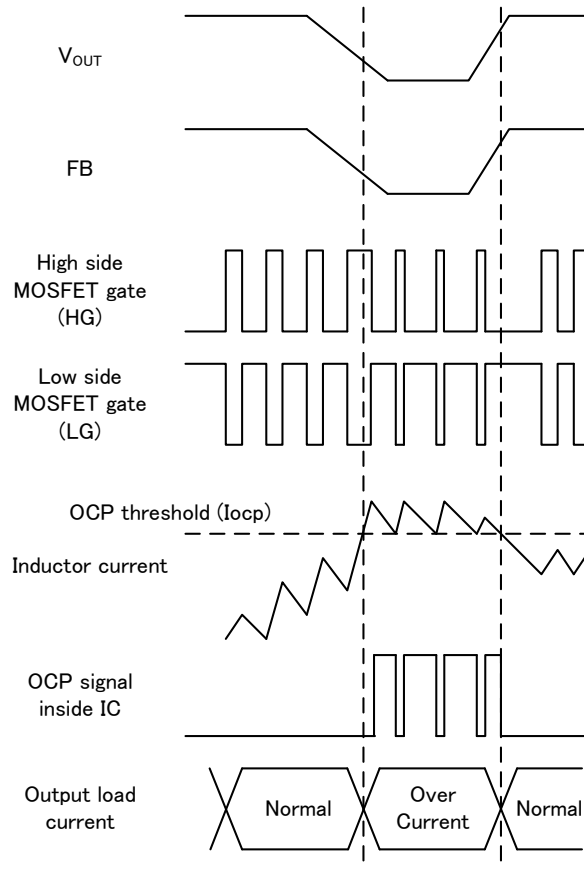 VOUT
FB
High side
MOSFET gate
(HG)
Low side
MOSFET gate
(LG)
OCP threshold (Iocp)
Inductor current
OCP signal
inside IC
Output load
current
Normal
Over
Current
Normal